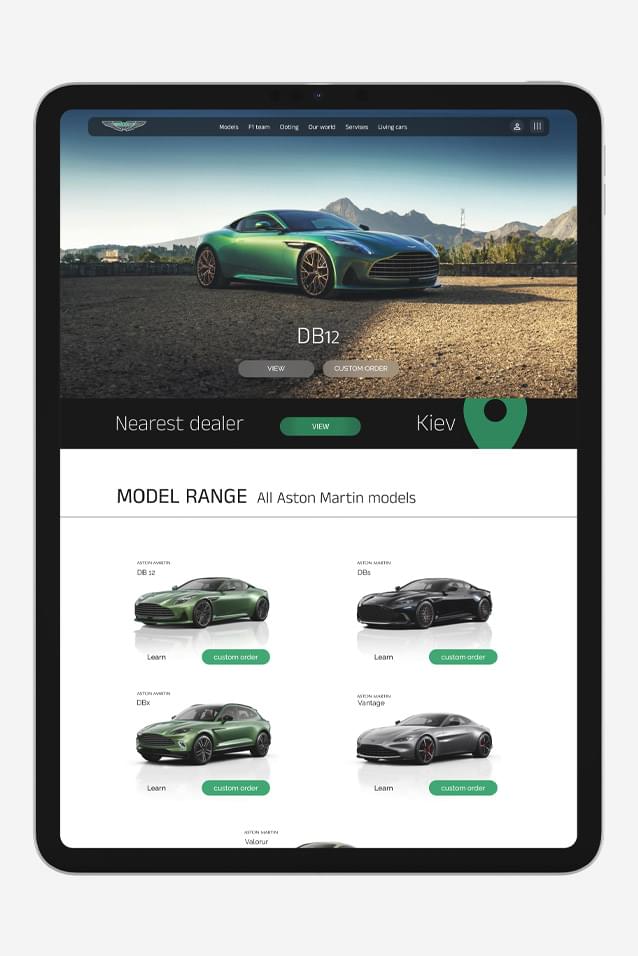 Models F1 team Doting Our world Servises Living cars
DB12
VIEW CUSTOM ORDER
Nearest dealer VIEW Kiev
MODEL RANGE All Aston Martin models
ASTON MARTIN
DB 12
Learn custom order
ASTON MARTIN
DBs
Learn custom order
ASTON MARTIN
DBx
Learn custom order
ASTON MARTIN
Vantage
Learn custom order
ASTON MARTIN
Valorur